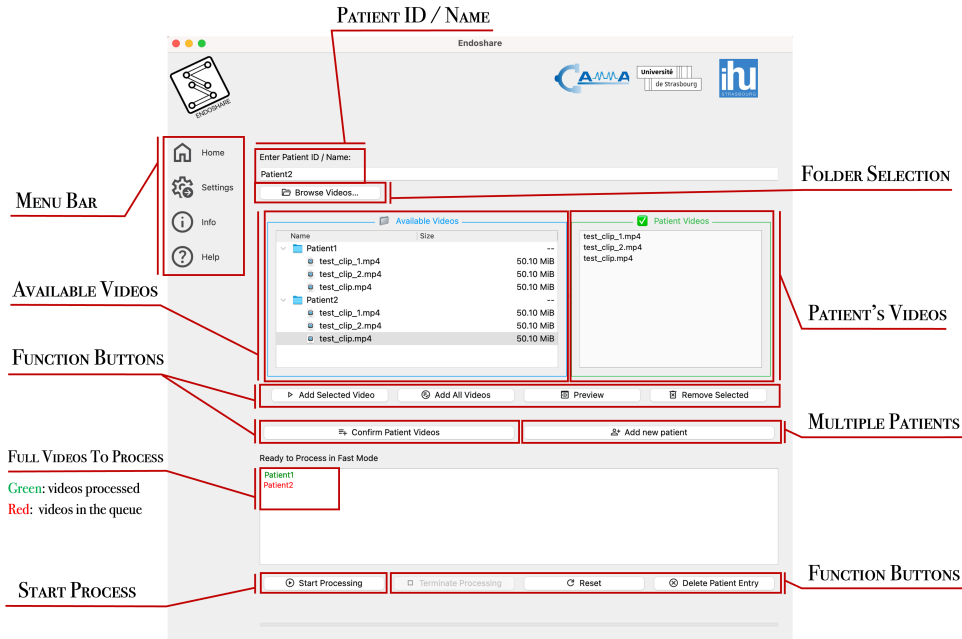 Patient ID / Name
Endoshare
ENDOSHARE
CAMMA
Université
de Strasbourg
ihu
STRASBOURG
Home
Settings
Info
Help
Menu Bar
Enter Patient ID / Name:
Patient2
Browse Videos...
Folder Selection
Available Videos
Name Size
Patient1 --
test_clip_1.mp4 50.10 MiB
test_clip_2.mp4 50.10 MiB
test_clip.mp4 50.10 MiB
Patient2 --
test_clip_1.mp4 50.10 MiB
test_clip_2.mp4 50.10 MiB
test_clip.mp4 50.10 MiB
Patient Videos
test_clip_1.mp4
test_clip_2.mp4
test_clip.mp4
Available Videos
Patient's Videos
Function Buttons
Add Selected Video Add All Videos Preview Remove Selected
Confirm Patient Videos Add new patient
Multiple Patients
Full Videos To Process
Green: videos processed
Red: videos in the queue
Ready to Process in Fast Mode
Patient1
Patient2
Start Process
Start Processing Terminate Processing Reset Delete Patient Entry
Function Buttons